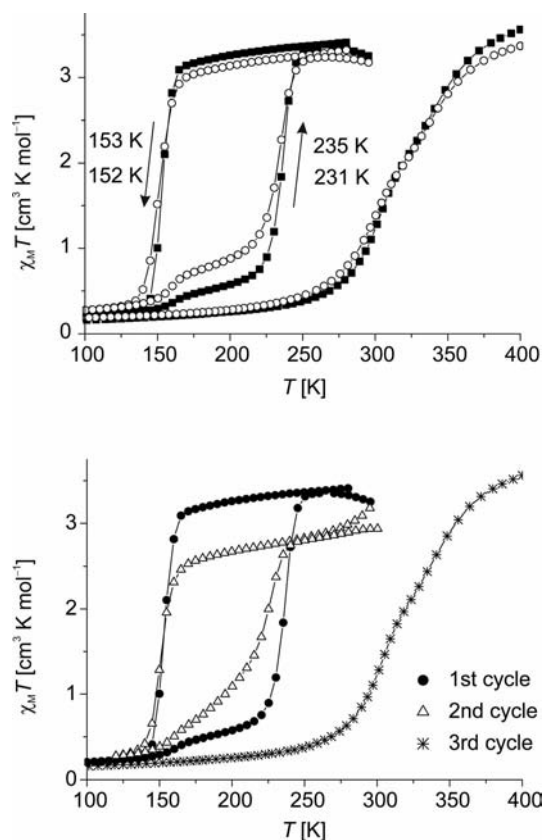 χMT [cm³ K mol⁻¹]
3
2
1
0
153 K
152 K
235 K
231 K
100 150 200 250 300 350 400
T [K]
χMT [cm³ K mol⁻¹]
3
2
1
0
1st cycle
2nd cycle
3rd cycle
100 150 200 250 300 350 400
T [K]